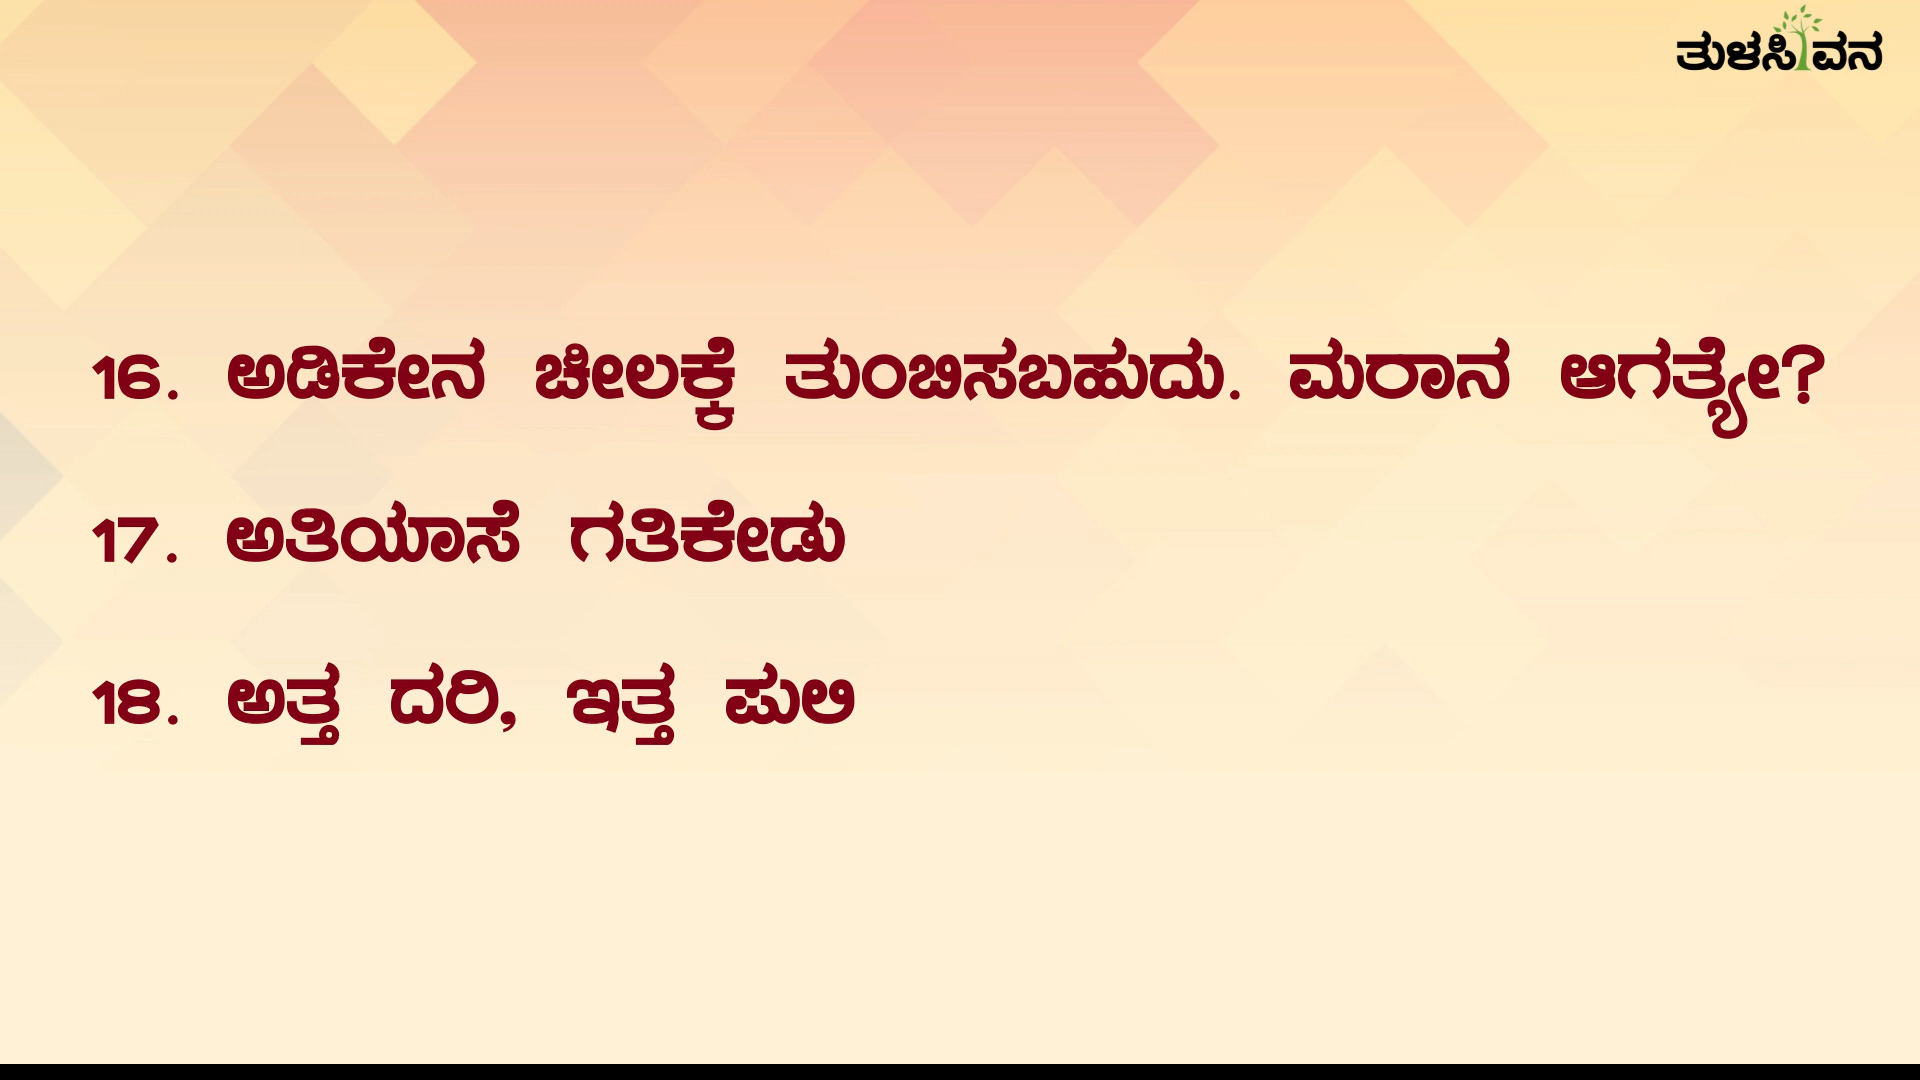 ತುಳಸಿವನ
16. ಅಡಿಕೇನ ಚೀಲಕ್ಕೆ ತುಂಬಿಸಬಹುದು. ಮರಾನ ಆಗತ್ಯೇ?
17. ಅತಿಯಾಸೆ ಗತಿಕೇಡು
18. ಅತ್ತ ದರಿ, ಇತ್ತ ಪುಲಿ